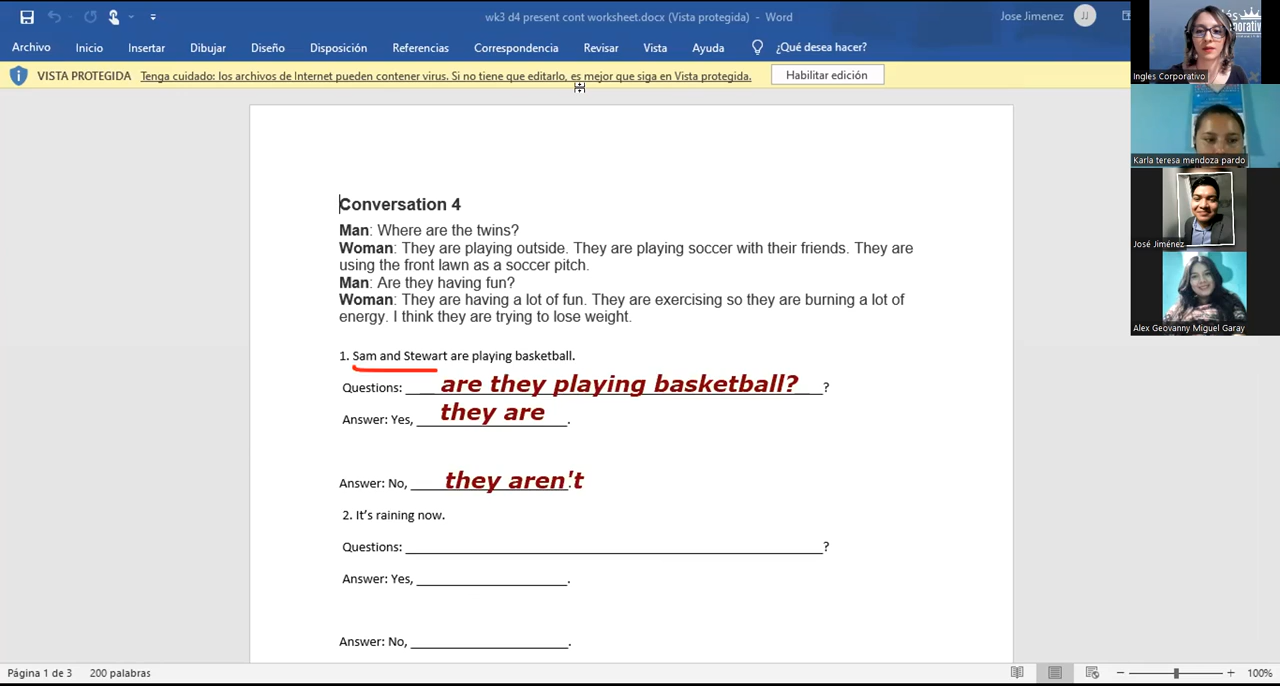 wk3 d4 present cont worksheet.docx (Vista protegida) - Word
Jose Jimenez
JJ
Archivo Inicio Insertar Dibujar Diseño Disposición Referencias Correspondencia Revisar Vista Ayuda ¿Qué desea hacer?
VISTA PROTEGIDA Tenga cuidado: los archivos de Internet pueden contener virus. Si no tiene que editarlo, es mejor que siga en Vista protegida. Habilitar edición
Ingles Corporativo
Karla teresa mendoza pardo
José Jiménez
Alex Geovanny Miguel Garay
Conversation 4
Man: Where are the twins?
Woman: They are playing outside. They are playing soccer with their friends. They are
using the front lawn as a soccer pitch.
Man: Are they having fun?
Woman: They are having a lot of fun. They are exercising so they are burning a lot of
energy. I think they are trying to lose weight.
1. Sam and Stewart are playing basketball.
Questions: are they playing basketball? ?
Answer: Yes, they are .
Answer: No, they aren't .
2. It's raining now.
Questions: ______________________________?
Answer: Yes, __________________.
Answer: No, __________________.
Página 1 de 3 200 palabras
100%